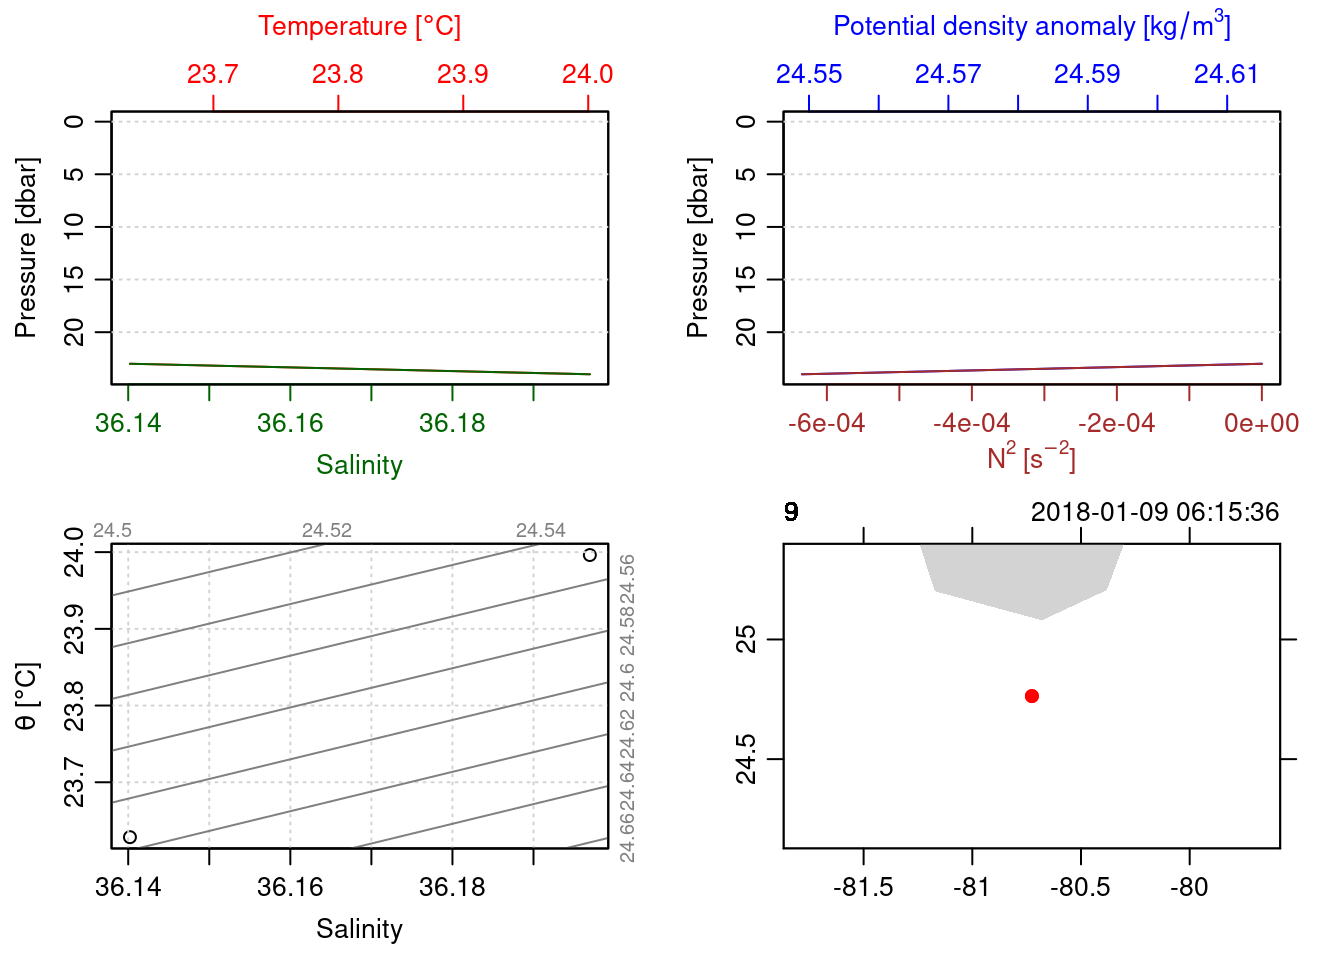 Temperature [°C]
23.7 23.8 23.9 24.0
Pressure [dbar]
0
5
10
15
20
36.14 36.16 36.18
Salinity
Potential density anomaly [kg/m³]
24.55 24.57 24.59 24.61
Pressure [dbar]
0
5
10
15
20
-6e-04 -4e-04 -2e-04 0e+00
N² [s⁻²]
24.5 24.52 24.54
θ [°C]
24.0
23.9
23.8
23.7
24.56
24.58
24.6
24.62
24.64
24.66
36.14 36.16 36.18
Salinity
2018-01-09 06:15:36
25
24.5
-81.5 -81 -80.5 -80